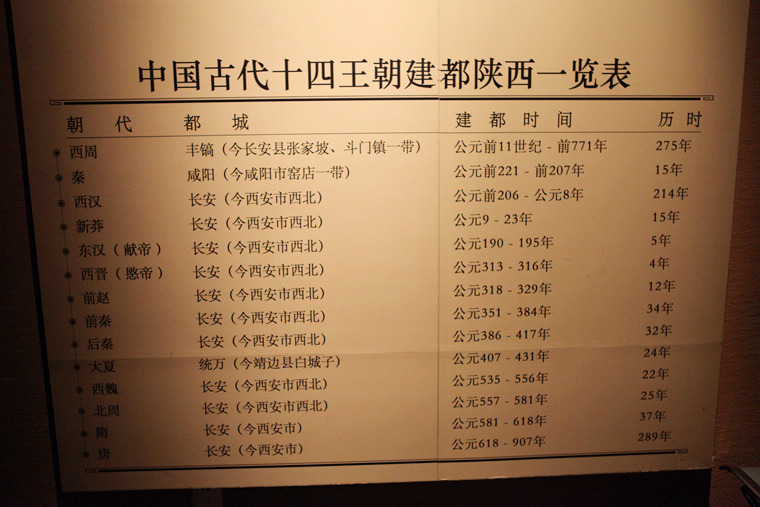 中国古代十四王朝建都陕西一览表
朝代 都城 建都时间 历时
西周 丰镐（今长安县张家坡、斗门镇一带） 公元前11世纪 - 前771年 275年
秦 咸阳（今咸阳市窑店一带） 公元前221 - 前207年 15年
西汉 长安（今西安市西北） 公元前206 - 公元8年 214年
新莽 长安（今西安市西北） 公元9 - 23年 15年
东汉（献帝） 长安（今西安市西北） 公元190 - 195年 5年
西晋（愍帝） 长安（今西安市西北） 公元313 - 316年 4年
前赵 长安（今西安市西北） 公元318 - 329年 12年
前秦 长安（今西安市西北） 公元351 - 384年 34年
后秦 长安（今西安市西北） 公元386 - 417年 32年
大夏 统万（今靖边县白城子） 公元407 - 431年 24年
西魏 长安（今西安市西北） 公元535 - 556年 22年
北周 长安（今西安市西北） 公元557 - 581年 25年
隋 长安（今西安市） 公元581 - 618年 37年
唐 长安（今西安市） 公元618 - 907年 289年